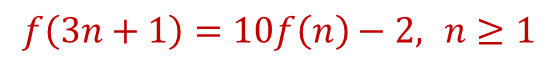 f(3n + 1) = 10f(n) − 2, n ≥ 1